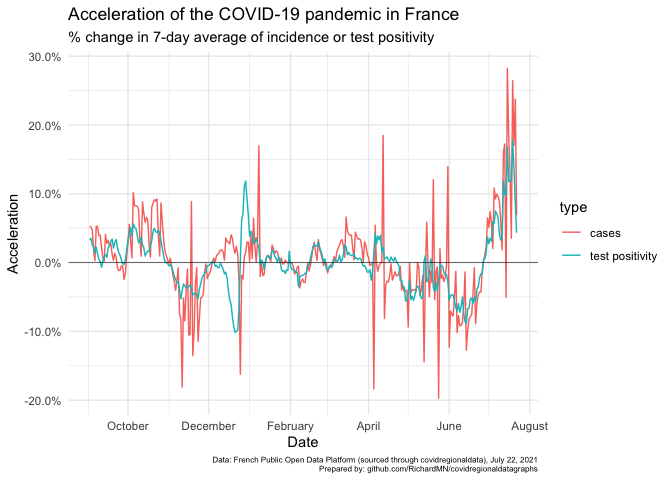 Acceleration of the COVID-19 pandemic in France
% change in 7-day average of incidence or test positivity
30.0%
20.0%
10.0%
0.0%
-10.0%
-20.0%
Acceleration
October December February April June August
Date
type
cases
test positivity
Data: French Public Open Data Platform (sourced through covidregionaldata), July 22, 2021
Prepared by: github.com/RichardMN/covidregionaldatagraphs